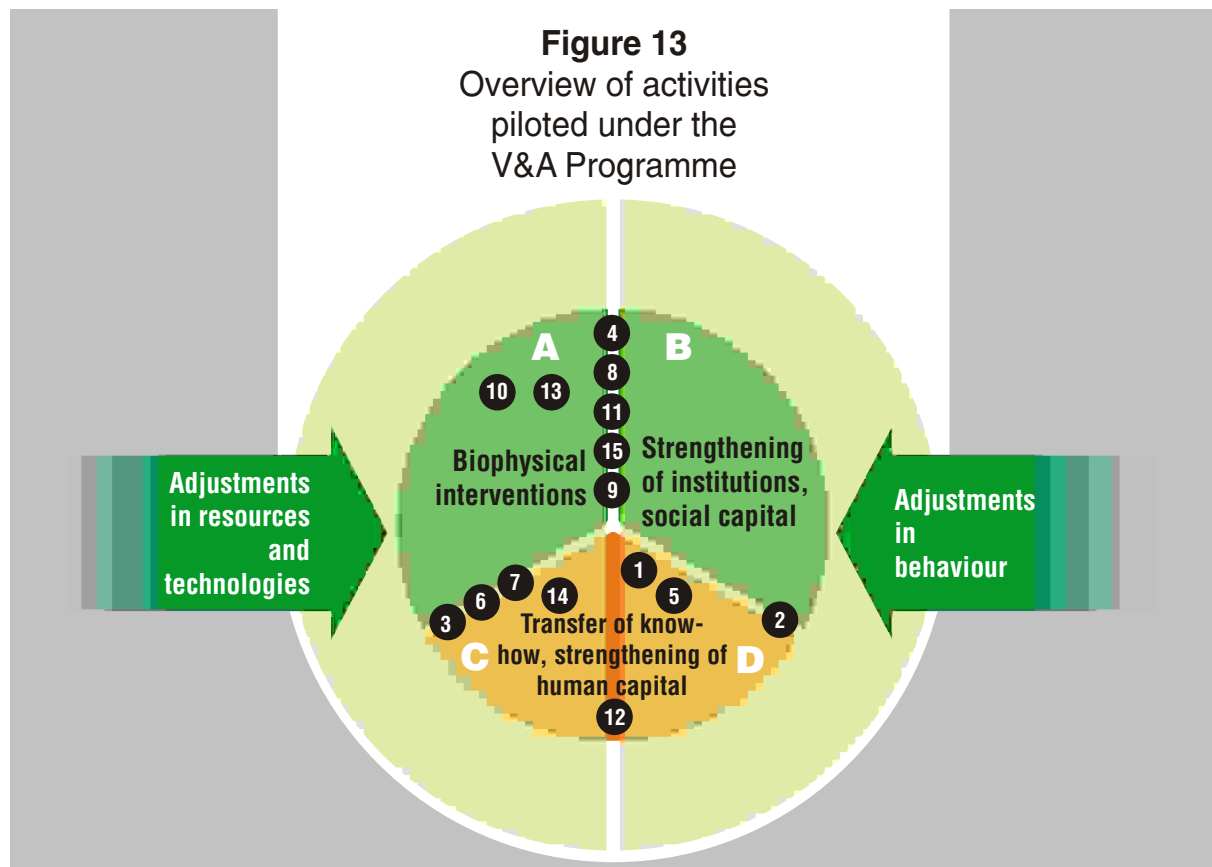 Figure 13
Overview of activities
piloted under the
V&A Programme
A
B
4
8
10
13
11
15
9
Biophysical
interventions
Strengthening
of institutions,
social capital
Adjustments
in resources
and
technologies
Adjustments
in
behaviour
1
7
14
5
6
3
2
Transfer of know-
how, strengthening of
human capital
C
D
12